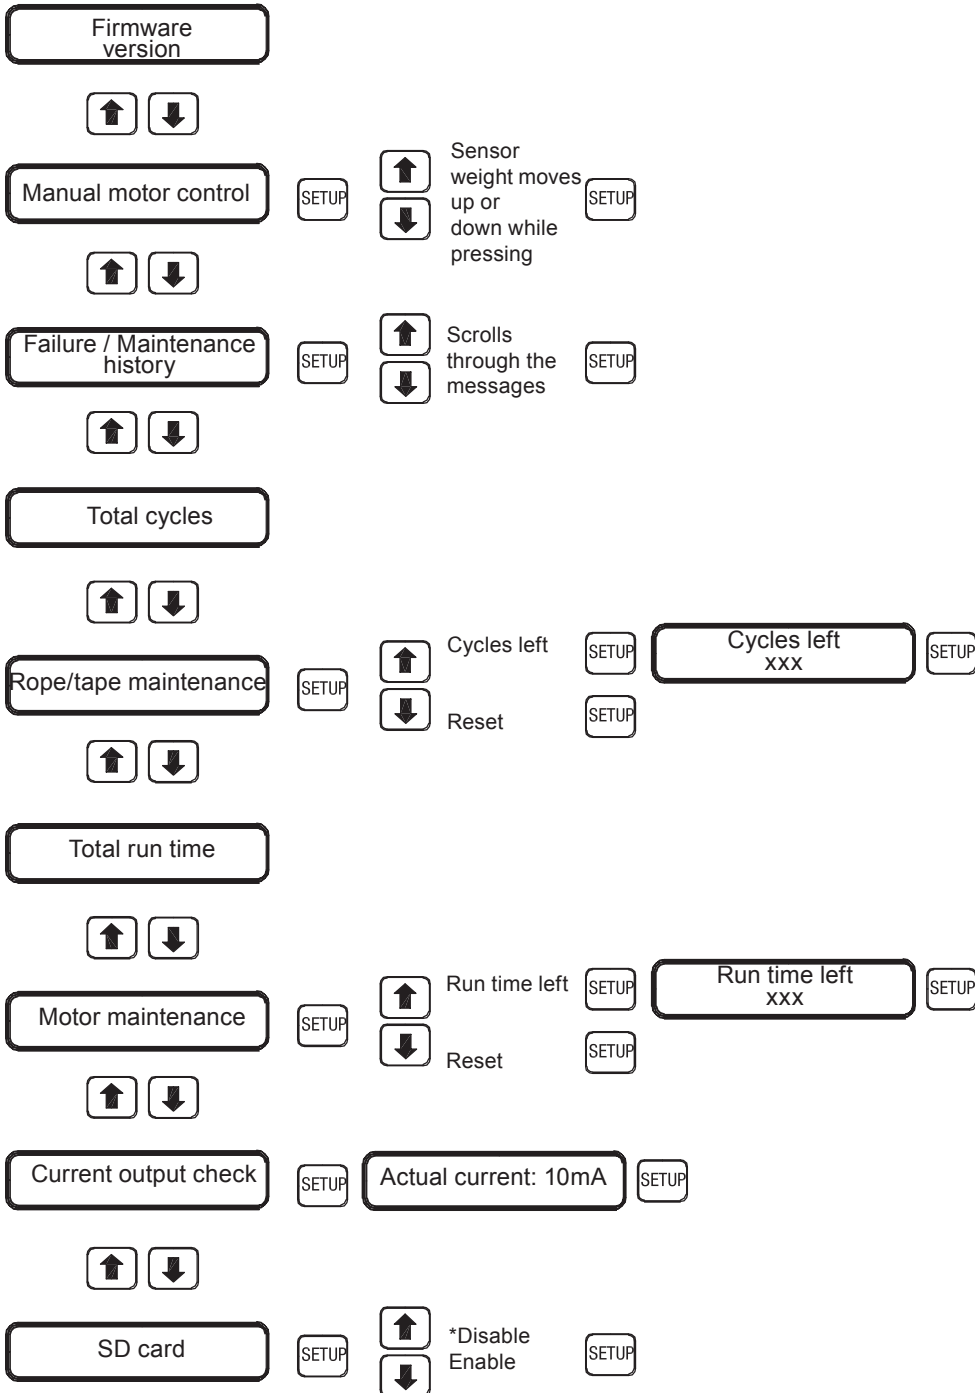 Firmware
version
Manual motor control
SETUP
Sensor
weight moves
up or
down while
pressing
SETUP
Failure / Maintenance
history
SETUP
Scrolls
through the
messages
SETUP
Total cycles
Rope/tape maintenance
SETUP
Cycles left
SETUP
Cycles left
xxx
SETUP
Reset
SETUP
Total run time
Motor maintenance
SETUP
Run time left
SETUP
Run time left
xxx
SETUP
Reset
SETUP
Current output check
SETUP
Actual current: 10mA
SETUP
SD card
SETUP
*Disable
Enable
SETUP